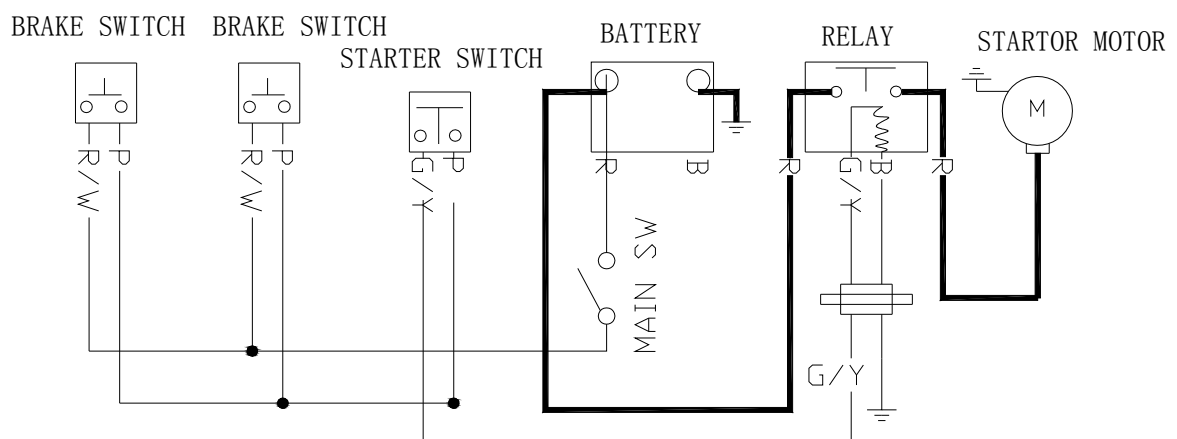 BRAKE SWITCH
BRAKE SWITCH
STARTER SWITCH
BATTERY
RELAY
STARTOR MOTOR
M
R/W
P
R/W
P
G/Y
P
R
B
R
G/Y
B
R
MAIN SW
G/Y